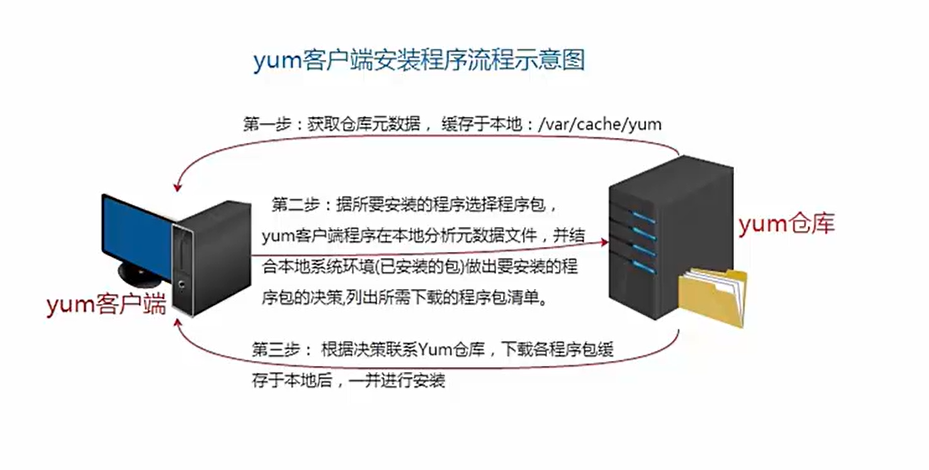 yum客户端安装程序流程示意图
第一步：获取仓库元数据，缓存于本地：/var/cache/yum
第二步：据所要安装的程序选择程序包，
yum客户端程序在本地分析元数据文件，并结
合本地系统环境(已安装的包)做出要安装的程
序包的决策,列出所需下载的程序包清单。
yum仓库
yum客户端
第三步： 根据决策联系Yum仓库，下载各程序包缓
存于本地后，一并进行安装